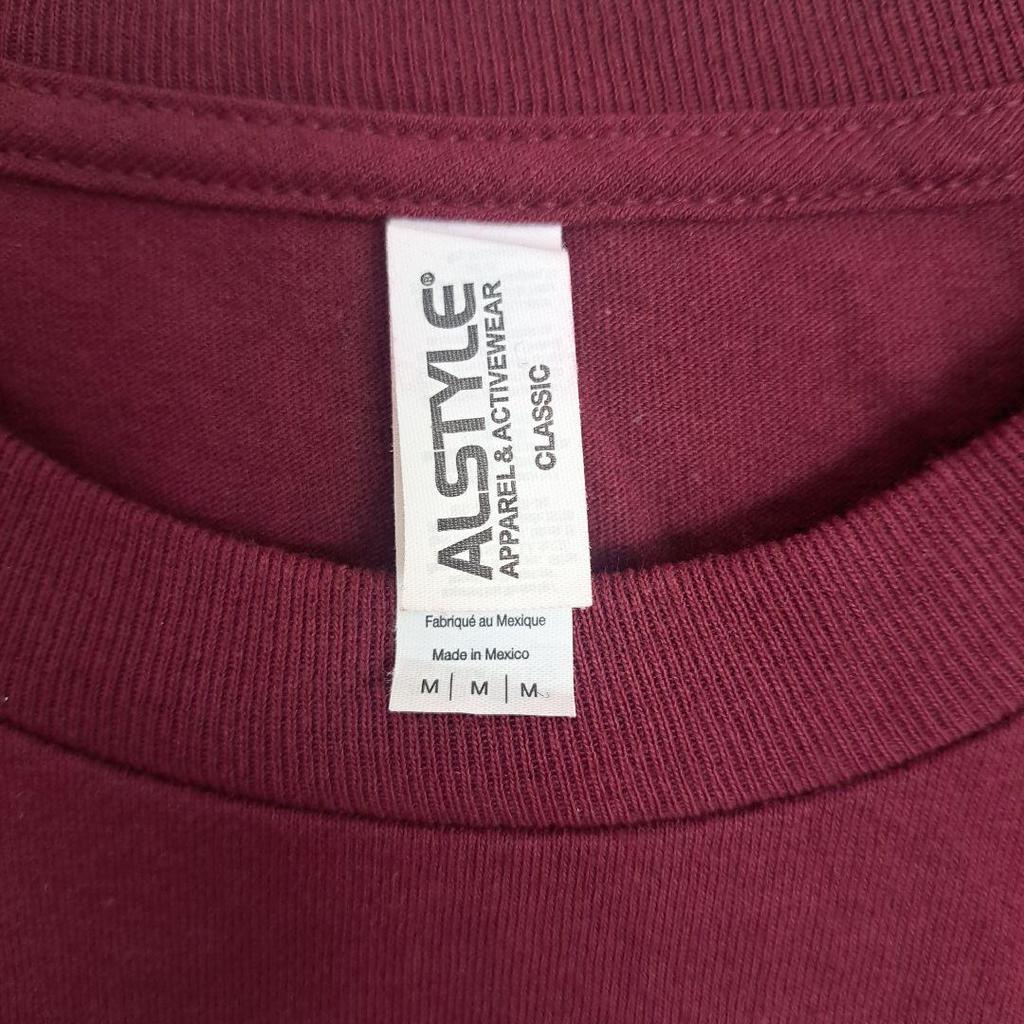 ALSTYLE®
APPAREL & ACTIVEWEAR
CLASSIC
Fabriqué au Mexique
Made in Mexico
M | M | M